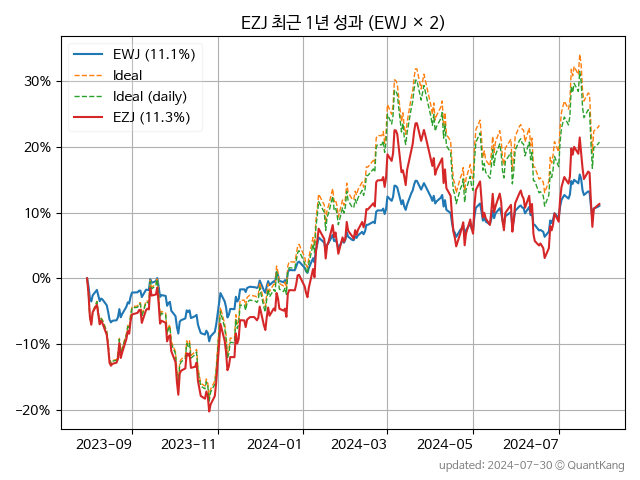 EZJ 최근 1년 성과 (EWJ × 2)
EWJ (11.1%)
Ideal
Ideal (daily)
EZJ (11.3%)
30%
20%
10%
0%
−10%
−20%
2023−09 2023−11 2024−01 2024−03 2024−05 2024−07
updated: 2024-07-30 © QuantKang